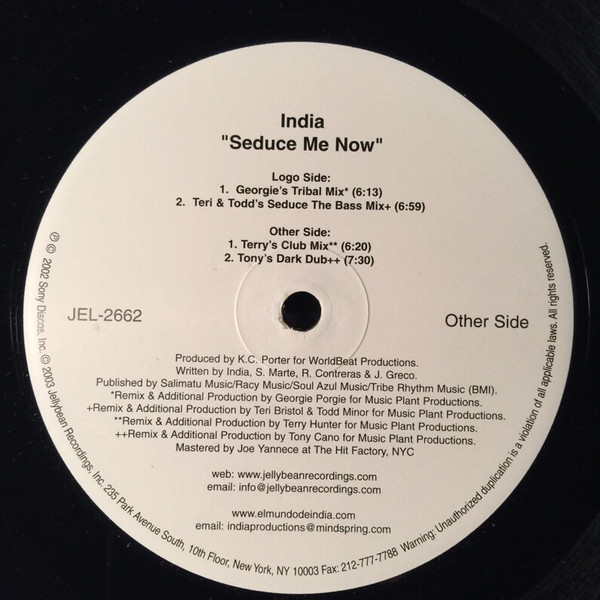 India
"Seduce Me Now"
Logo Side:
1. Georgie's Tribal Mix* (6:13)
2. Teri & Todd's Seduce The Bass Mix+ (6:59)
Other Side:
1. Terry's Club Mix** (6:20)
2. Tony's Dark Dub++ (7:30)
JEL-2662
Other Side
Produced by K.C. Porter for WorldBeat Productions.
Written by India, S. Marte, R. Contreras & J. Greco.
Published by Salimatu Music/Racy Music/Soul Azul Music/Tribe Rhythm Music (BMI).
*Remix & Additional Production by Georgie Porgie for Music Plant Productions.
+Remix & Additional Production by Teri Bristol & Todd Minor for Music Plant Productions.
**Remix & Additional Production by Terry Hunter for Music Plant Productions.
++Remix & Additional Production by Tony Cano for Music Plant Productions.
Mastered by Joe Yannece at The Hit Factory, NYC
web: www.jellybeanrecordings.com
email: info@jellybeanrecordings.com
www.elmundodeindia.com
email: indiaproductions@mindspring.com
℗ © 2002 Sony Discos, Inc. © 2003 Jellybean Recordings, Inc. 235 Park Avenue South, 10th Floor, New York, NY 10003 Fax: 212-777-7788 Warning: Unauthorized duplication is a violation of all applicable laws. All rights reserved.